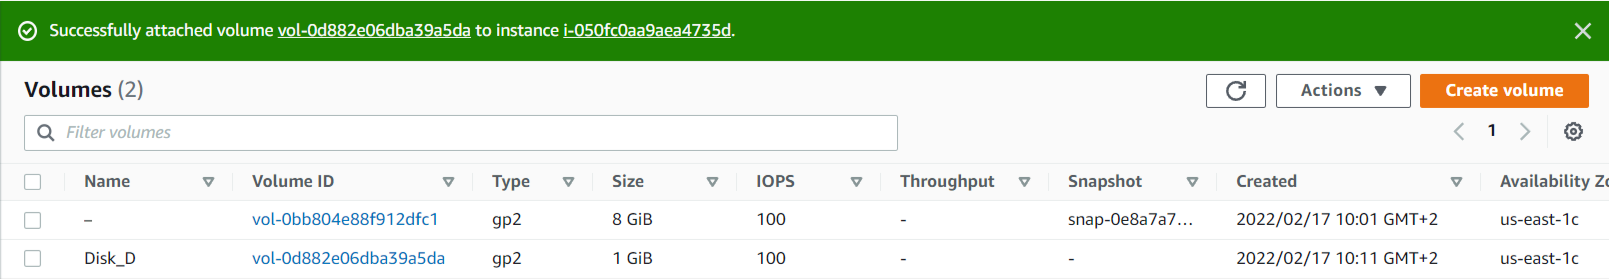 Successfully attached volume vol-0d882e06dba39a5da to instance i-050fc0aa9aea4735d.
Volumes (2)
Actions
Create volume
Filter volumes
1
Name Volume ID Type Size IOPS Throughput Snapshot Created Availability Zo
– vol-0bb804e88f912dfc1 gp2 8 GiB 100 - snap-0e8a7a7... 2022/02/17 10:01 GMT+2 us-east-1c
Disk_D vol-0d882e06dba39a5da gp2 1 GiB 100 - - 2022/02/17 10:11 GMT+2 us-east-1c